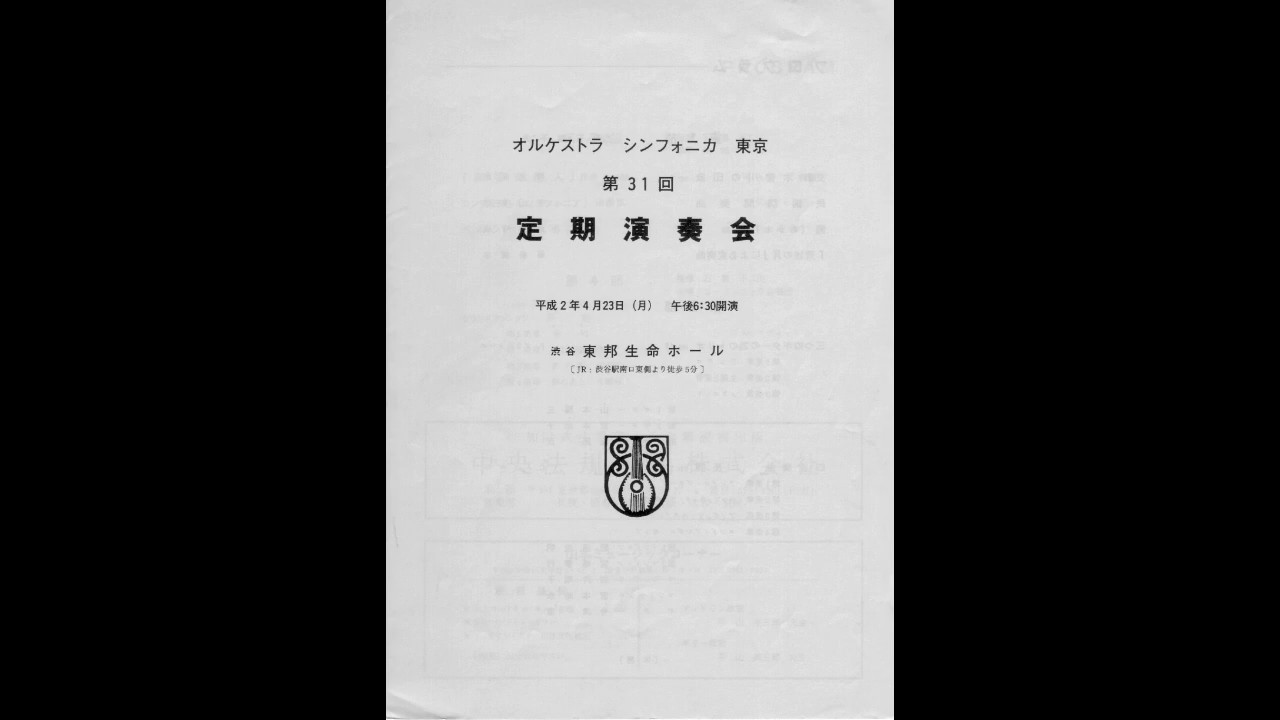 オルケストラ シンフォニカ 東京
第31回
定期演奏会
平成2年4月23日(月) 午後6:30開演
渋谷 東邦生命ホール
[JR:渋谷駅南口東側より徒歩5分]